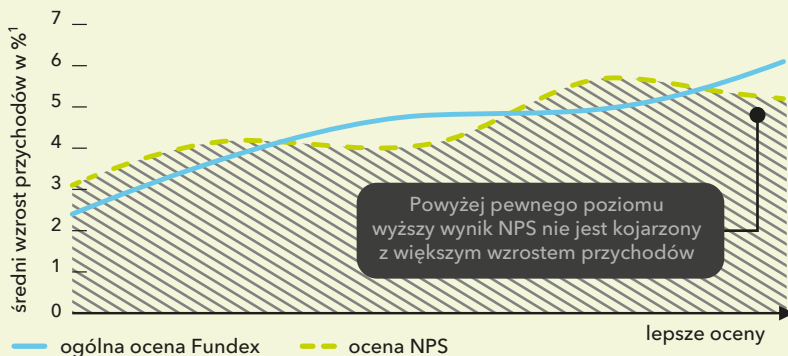 średni wzrost przychodów w %¹
7
6
5
4
3
2
1
0
Powyżej pewnego poziomu
wyższy wynik NPS nie jest kojarzony
z większym wzrostem przychodów
lepsze oceny
ogólna ocena Fundex
ocena NPS